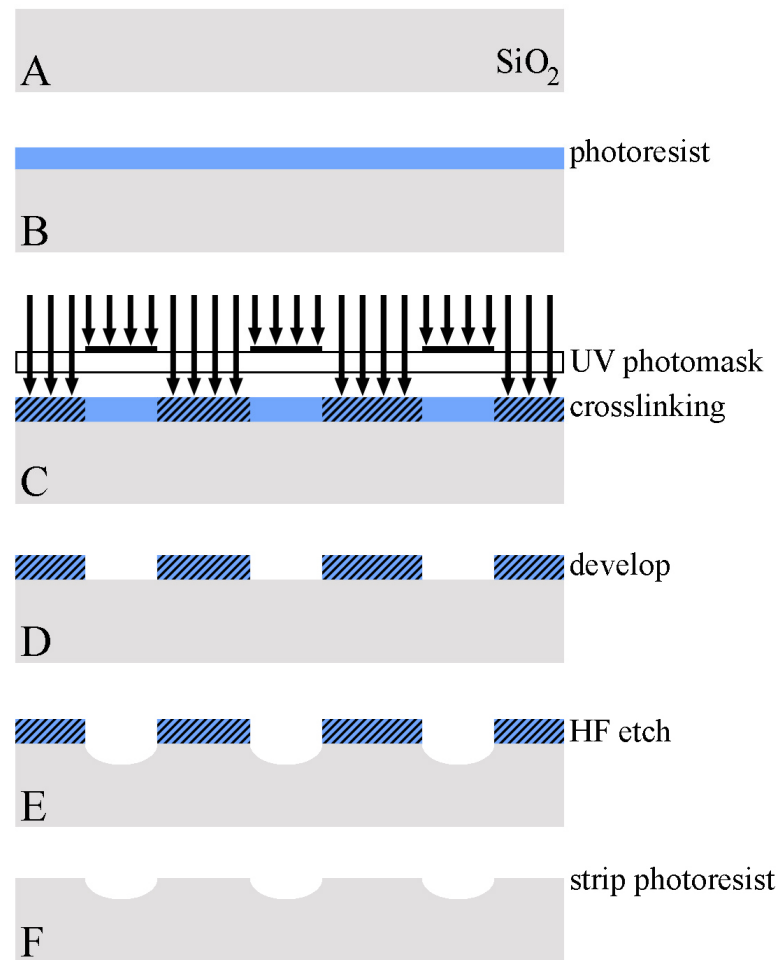 A
SiO₂
photoresist
B
UV photomask
crosslinking
C
develop
D
HF etch
E
strip photoresist
F